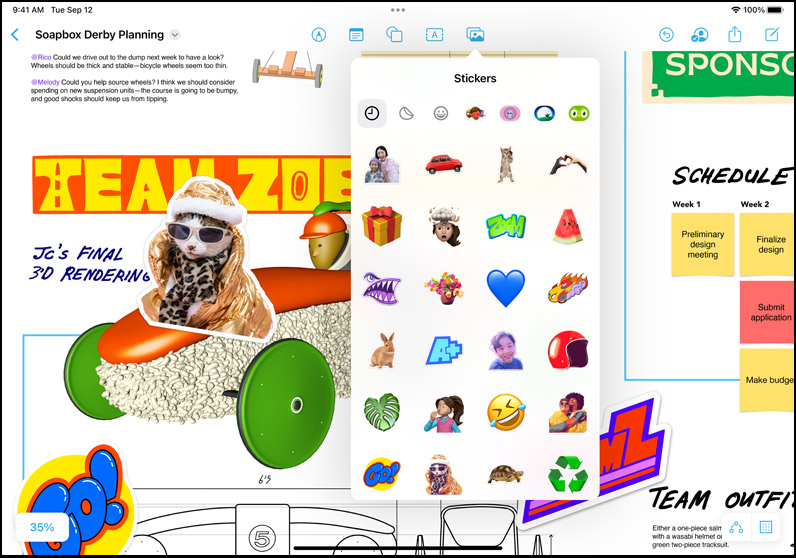 9:41 AM Tue Sep 12
100%
Soapbox Derby Planning
A
@Rico Could we drive out to the dump next week to have a look?
Wheels should be thick and stable—bicycle wheels seem too thin.
@Melody Could you help source wheels? I think we should consider
spending on new suspension units—the course is going to be bumpy,
and good shocks should keep us from tipping.
TEAM ZOE
JC'S FINAL
3D RENDERING
6'5
GO!
5
35%
Stickers
ZOOM
A+
GO!
SPONSO
SCHEDULE
Week 1
Week 2
Preliminary
design
meeting
Finalize
design
Submit
application
Make budge
TEAM OUTFI
Either a one-piece salm
with a wasabi helmet o
green two-piece tracksuit.